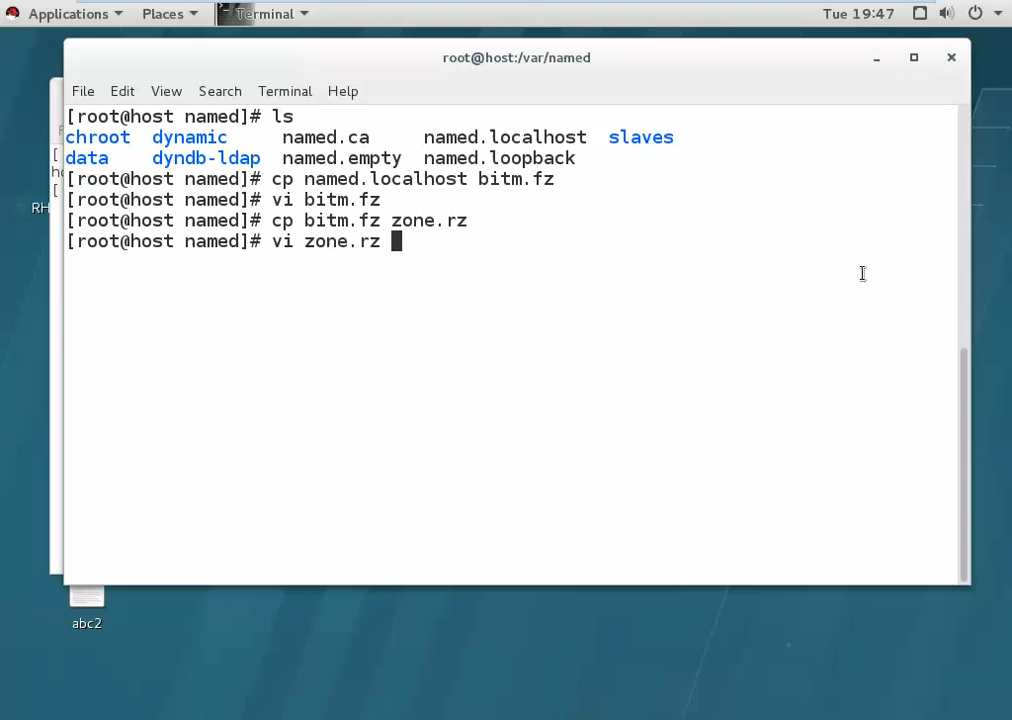 Applications Places Terminal Tue 19:47
root@host:/var/named
File Edit View Search Terminal Help
[root@host named]# ls
chroot dynamic named.ca named.localhost slaves
data dyndb-ldap named.empty named.loopback
[root@host named]# cp named.localhost bitm.fz
[root@host named]# vi bitm.fz
[root@host named]# cp bitm.fz zone.rz
[root@host named]# vi zone.rz
RH
abc2